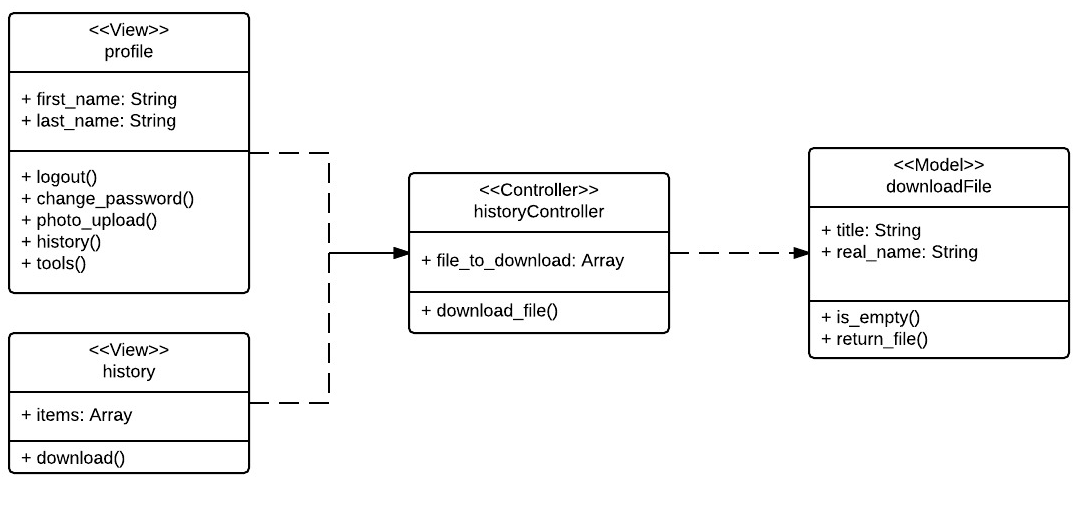 <<View>>
profile
+ first_name: String
+ last_name: String
+ logout()
+ change_password()
+ photo_upload()
+ history()
+ tools()
<<View>>
history
+ items: Array
+ download()
<<Controller>>
historyController
+ file_to_download: Array
+ download_file()
<<Model>>
downloadFile
+ title: String
+ real_name: String
+ is_empty()
+ return_file()